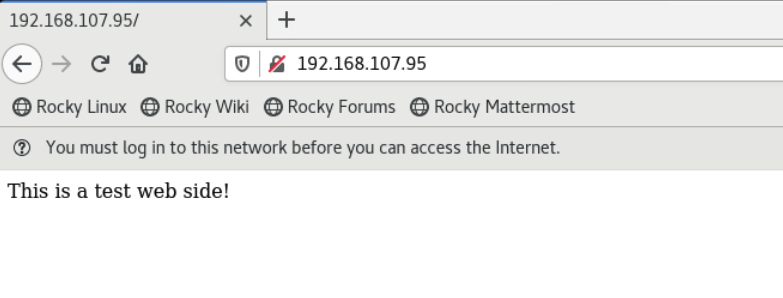 192.168.107.95/
192.168.107.95
Rocky Linux Rocky Wiki Rocky Forums Rocky Mattermost
You must log in to this network before you can access the Internet.
This is a test web side!